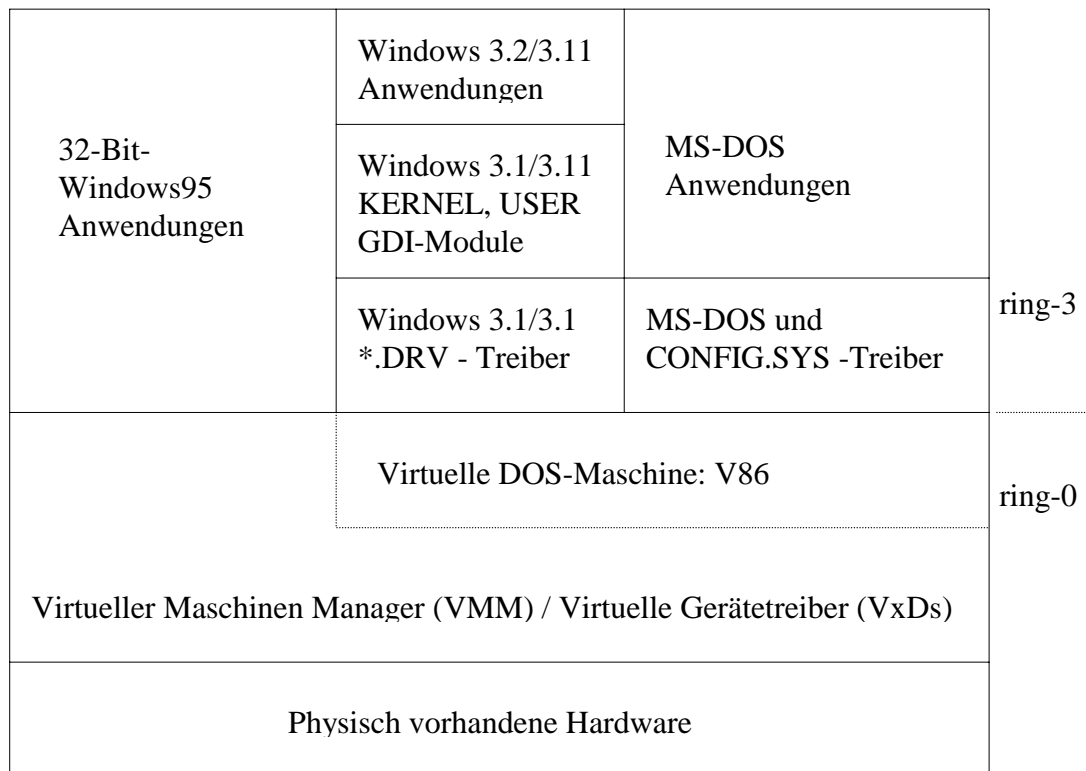 32-Bit-
Windows95
Anwendungen
Windows 3.2/3.11
Anwendungen
Windows 3.1/3.11
KERNEL, USER
GDI-Module
Windows 3.1/3.1
*.DRV - Treiber
MS-DOS
Anwendungen
MS-DOS und
CONFIG.SYS -Treiber
ring-3
Virtuelle DOS-Maschine: V86
ring-0
Virtueller Maschinen Manager (VMM) / Virtuelle Gerätetreiber (VxDs)
Physisch vorhandene Hardware